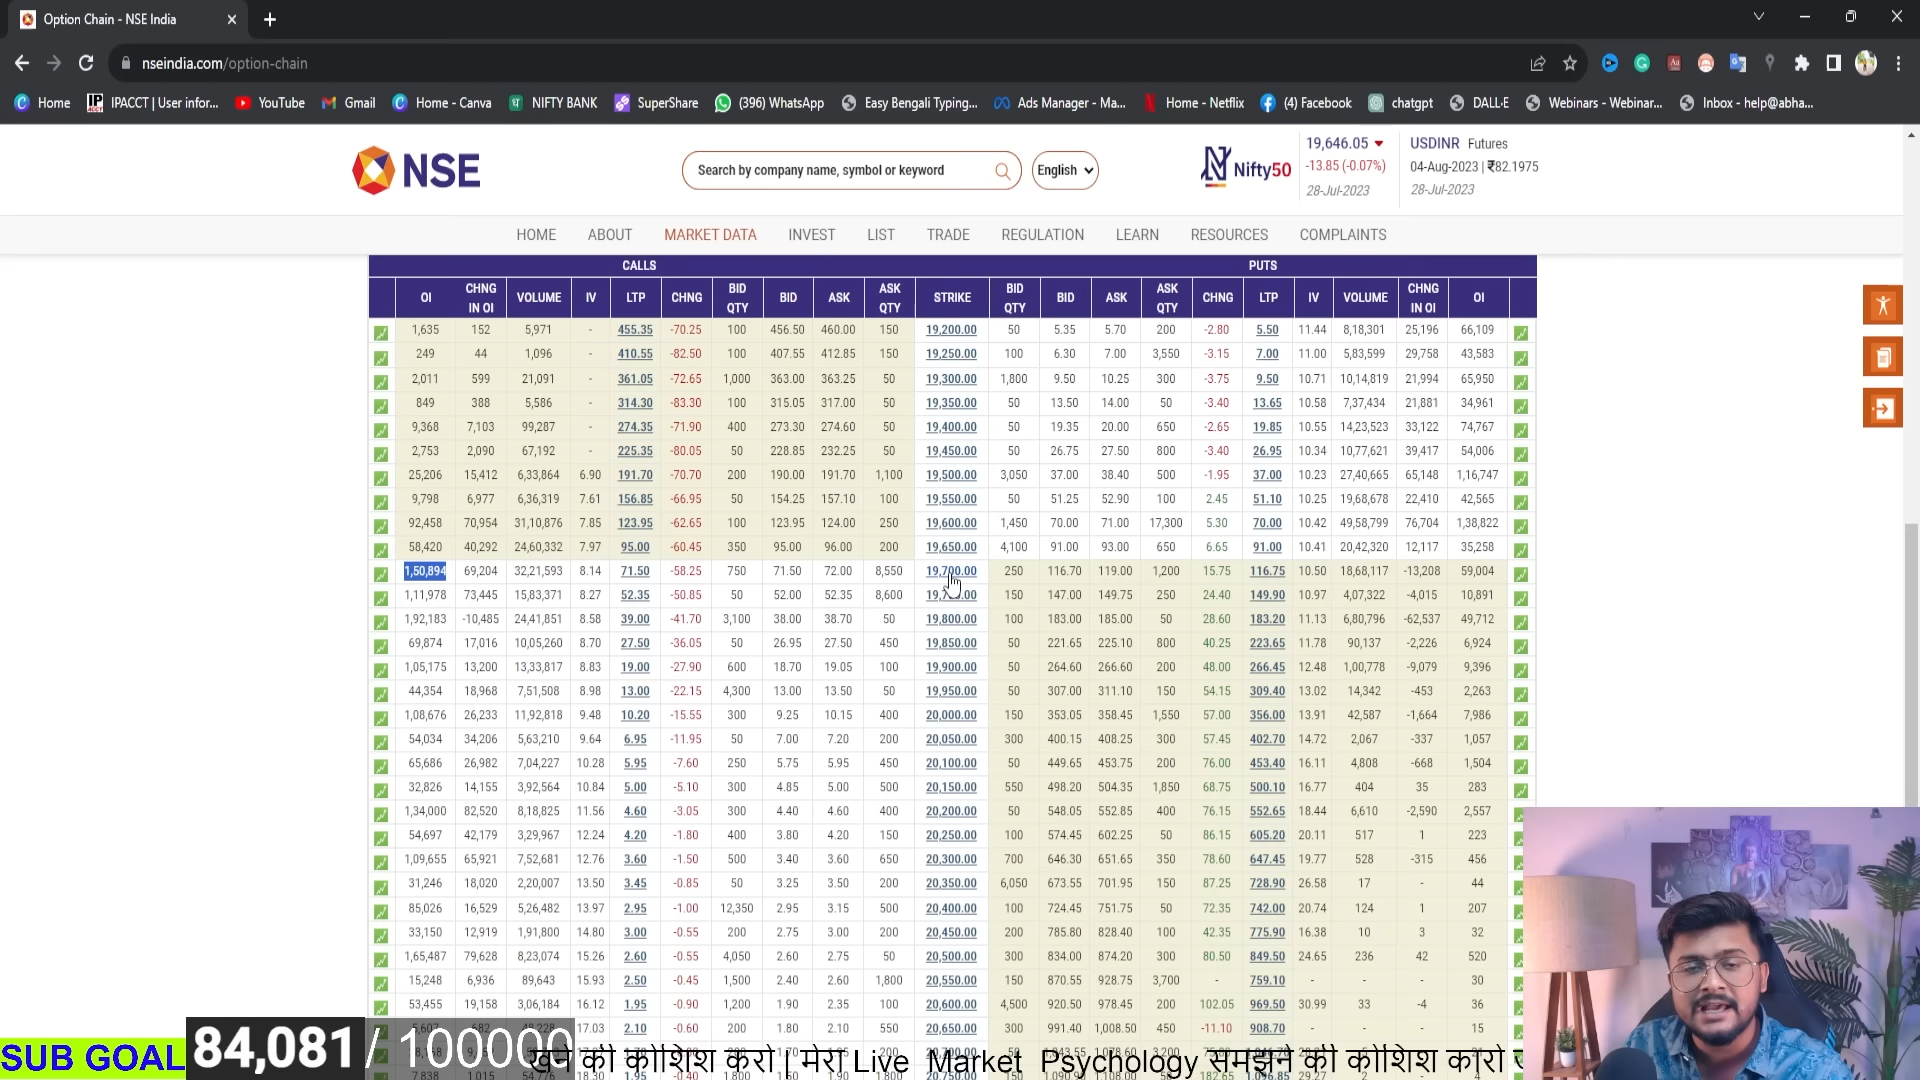 Option Chain - NSE India
nseindia.com/option-chain
Home IPACCT | User infor... YouTube Gmail Home - Canva NIFTY BANK SuperShare (396) WhatsApp Easy Bengali Typing... Ads Manager - Ma... Home - Netflix (4) Facebook chatgpt DALL·E Webinars - Webinar... Inbox - help@abha...
NSE
Search by company name, symbol or keyword
English
Nifty50
19,646.05
-13.85 (-0.07%)
28-Jul-2023
USDINR Futures
04-Aug-2023 | ₹82.1975
28-Jul-2023
HOME ABOUT MARKET DATA INVEST LIST TRADE REGULATION LEARN RESOURCES COMPLAINTS
CALLS PUTS
OI CHNG IN OI VOLUME IV LTP CHNG BID QTY BID ASK ASK QTY STRIKE BID QTY BID ASK ASK QTY CHNG LTP IV VOLUME CHNG IN OI OI
1,635 152 5,971 - 455.35 -70.25 100 456.50 460.00 150 19,200.00 50 5.35 5.70 200 -2.80 5.50 11.44 8,18,301 25,196 66,109
249 44 1,096 - 410.55 -82.50 100 407.55 412.85 150 19,250.00 100 6.30 7.00 3,550 -3.15 7.00 11.00 5,83,599 29,758 43,583
2,011 599 21,091 - 361.05 -72.65 1,000 363.00 363.25 50 19,300.00 1,800 9.50 10.25 300 -3.75 9.50 10.71 10,14,819 21,994 65,950
849 388 5,586 - 314.30 -83.30 100 315.05 317.00 50 19,350.00 50 13.50 14.00 50 -3.40 13.65 10.58 7,37,434 21,881 34,961
9,368 7,103 99,287 - 274.35 -71.90 400 273.30 274.60 50 19,400.00 50 19.35 20.00 650 -2.65 19.85 10.55 14,23,523 33,122 74,767
2,753 2,090 67,192 - 225.35 -80.05 50 228.85 232.25 50 19,450.00 50 26.75 27.50 800 -3.40 26.95 10.34 10,77,621 39,417 54,006
25,206 15,412 6,33,864 6.90 191.70 -70.70 200 190.00 191.70 1,100 19,500.00 3,050 37.00 38.40 500 -1.95 37.00 10.23 27,40,665 65,148 1,16,747
9,798 6,977 6,36,319 7.61 156.85 -66.95 50 154.25 157.10 100 19,550.00 50 51.25 52.90 100 2.45 51.10 10.25 19,68,678 22,410 42,565
92,458 70,954 31,10,876 7.85 123.95 -62.65 100 123.95 124.00 250 19,600.00 1,450 70.00 71.00 17,300 5.30 70.00 10.42 49,58,799 76,704 1,38,822
58,420 40,292 24,60,332 7.97 95.00 -60.45 350 95.00 96.00 200 19,650.00 4,100 91.00 93.00 650 6.65 91.00 10.41 20,42,320 12,117 35,258
1,50,894 69,204 32,21,593 8.14 71.50 -58.25 750 71.50 72.00 8,550 19,700.00 250 116.70 119.00 1,200 15.75 116.75 10.50 18,68,117 -13,208 59,004
1,11,978 73,445 15,83,371 8.27 52.35 -50.85 50 52.00 52.35 8,600 150 147.00 149.75 250 24.40 149.90 10.97 4,07,322 -4,015 10,891
1,92,183 -10,485 24,41,851 8.58 39.00 -41.70 3,100 38.00 38.70 50 19,800.00 100 183.00 185.00 50 28.60 183.20 11.13 6,80,796 -62,537 49,712
69,874 17,016 10,05,260 8.70 27.50 -36.05 50 26.95 27.50 450 19,850.00 50 221.65 225.10 800 40.25 223.65 11.78 90,137 -2,226 6,924
1,05,175 13,200 13,33,817 8.83 19.00 -27.90 600 18.70 19.05 100 19,900.00 50 264.60 266.60 200 48.00 266.45 12.48 1,00,778 -9,079 9,396
44,354 18,968 7,51,508 8.98 13.00 -22.15 4,300 13.00 13.50 50 19,950.00 50 307.00 311.10 150 54.15 309.40 13.02 14,342 -453 2,263
1,08,676 26,233 11,92,818 9.48 10.20 -15.55 300 9.25 10.15 400 20,000.00 150 353.05 358.45 1,550 57.00 356.00 13.91 42,587 -1,664 7,986
54,034 34,206 5,63,210 9.64 6.95 -11.95 50 7.00 7.20 200 20,050.00 300 400.15 408.25 300 57.45 402.70 14.72 2,067 -337 1,057
65,686 26,982 7,04,227 10.28 5.95 -7.60 250 5.75 5.95 450 20,100.00 50 449.65 453.75 200 76.00 453.40 16.11 4,808 -668 1,504
32,826 14,155 3,92,564 10.84 5.00 -5.10 300 4.85 5.00 500 20,150.00 550 498.20 504.35 1,850 68.75 500.10 16.77 404 35 283
1,34,000 82,520 8,18,825 11.56 4.60 -3.05 300 4.40 4.60 400 20,200.00 50 548.05 552.85 400 76.15 552.65 18.44 6,610 -2,590 2,557
54,697 42,179 3,29,967 12.24 4.20 -1.80 400 3.80 4.20 150 20,250.00 100 574.45 602.25 50 86.15 605.20 20.11 517 1 223
1,09,655 65,921 7,52,681 12.76 3.60 -1.50 500 3.40 3.60 650 20,300.00 700 646.30 651.65 350 78.60 647.45 19.77 528 -315 456
31,246 18,020 2,20,007 13.50 3.45 -0.85 50 3.25 3.50 200 20,350.00 6,050 673.55 701.95 150 87.25 728.90 26.58 17 - 44
85,026 16,529 5,26,482 13.97 2.95 -1.00 12,350 2.95 3.15 500 20,400.00 100 724.45 751.75 50 72.35 742.00 20.74 124 1 207
33,150 12,919 1,91,800 14.80 3.00 -0.55 200 2.75 3.00 200 20,450.00 200 785.80 828.40 100 42.35 775.90 16.38 10 3 32
1,65,487 79,628 8,23,074 15.26 2.60 -0.55 4,050 2.60 2.75 50 20,500.00 300 834.00 874.20 300 80.50 849.50 24.65 236 42 520
15,248 6,936 89,643 15.93 2.50 -0.45 1,500 2.40 2.60 1,800 20,550.00 150 870.55 928.75 3,700 - 759.10 - - - 30
53,455 19,158 3,06,184 16.12 1.95 -0.90 1,200 1.90 2.35 100 20,600.00 4,500 920.50 978.45 200 102.05 969.50 30.99 33 -4 36
17.03 2.10 -0.60 200 1.80 2.10 550 20,650.00 300 991.40 1,008.50 450 -11.10 908.70 - - - 15
SUB GOAL 84,081 / 100000
खने की कोशिश करो | मेरा Live Market Psychology समझने की कोशिश कारो